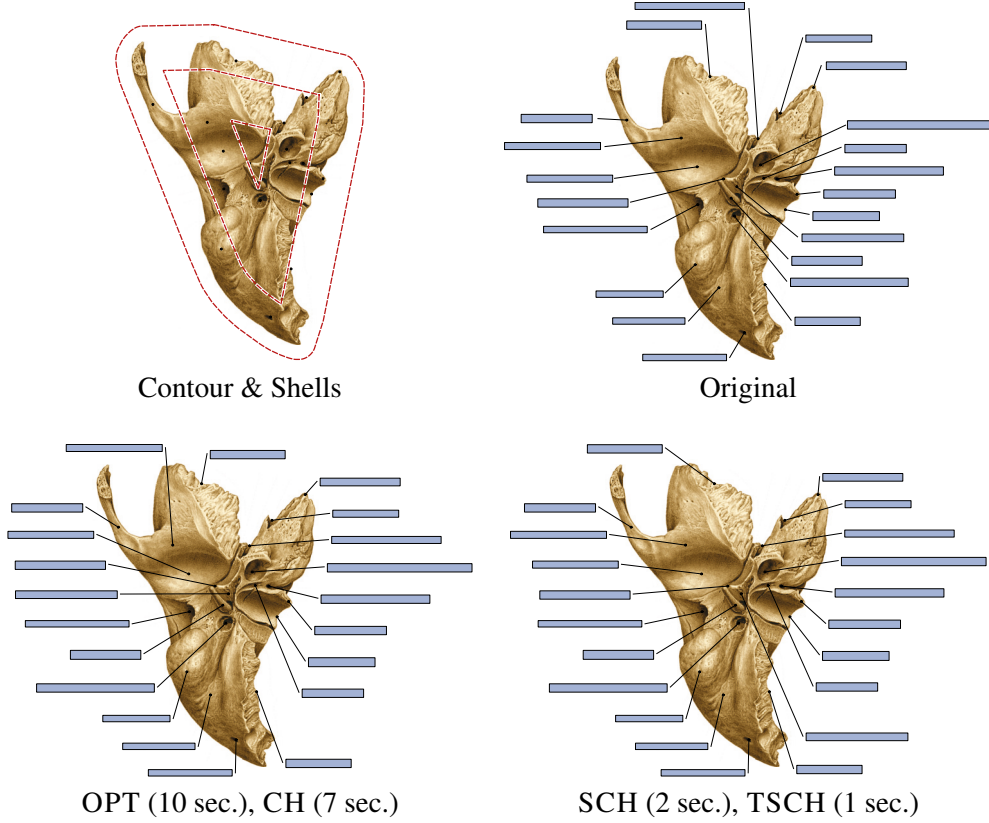 Contour & Shells
Original
OPT (10 sec.), CH (7 sec.)
SCH (2 sec.), TSCH (1 sec.)